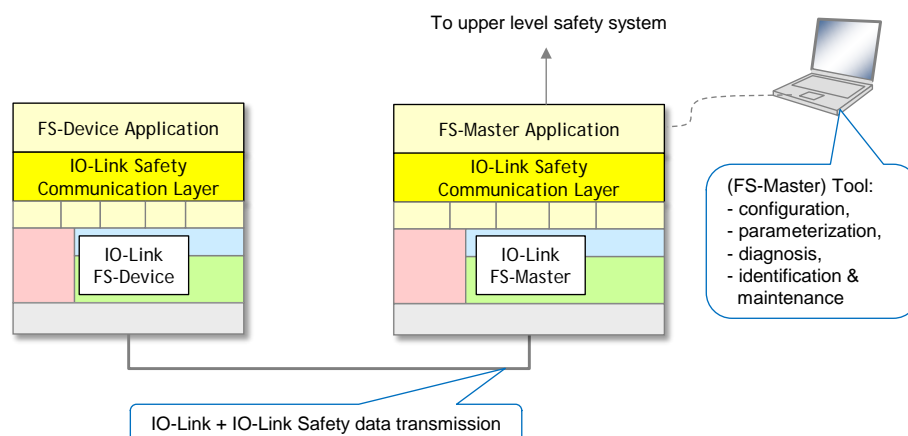 To upper level safety system
FS-Device Application
IO-Link Safety
Communication Layer
IO-Link
FS-Device
FS-Master Application
IO-Link Safety
Communication Layer
IO-Link
FS-Master
(FS-Master) Tool:
- configuration,
- parameterization,
- diagnosis,
- identification &
maintenance
IO-Link + IO-Link Safety data transmission